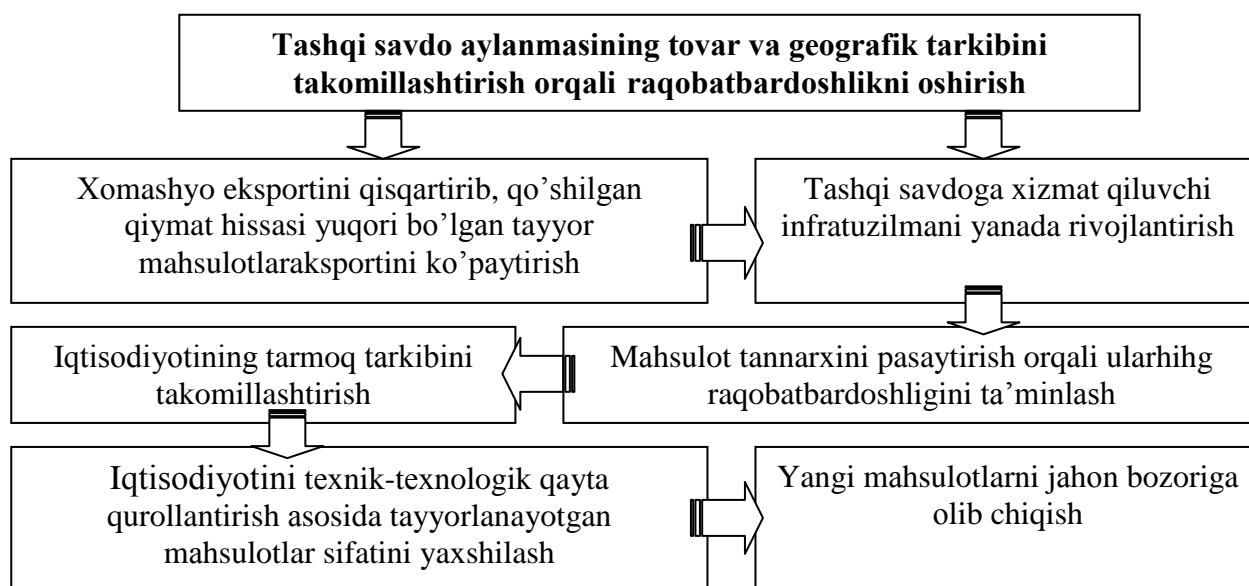 Tashqi savdo aylanmasining tovar va geografik tarkibini
takomillashtirish orqali raqobatbardoshlikni oshirish
Xomashyo eksportini qisqartirib, qo’shilgan
qiymat hissasi yuqori bo’lgan tayyor
mahsulotlaraksportini ko’paytirish
Tashqi savdoga xizmat qiluvchi
infratuzilmani yanada rivojlantirish
Iqtisodiyotining tarmoq tarkibini
takomillashtirish
Mahsulot tannarxini pasaytirish orqali ularhihg
raqobatbardoshligini ta’minlash
Iqtisodiyotini texnik-texnologik qayta
qurollantirish asosida tayyorlanayotgan
mahsulotlar sifatini yaxshilash
Yangi mahsulotlarni jahon bozoriga
olib chiqish